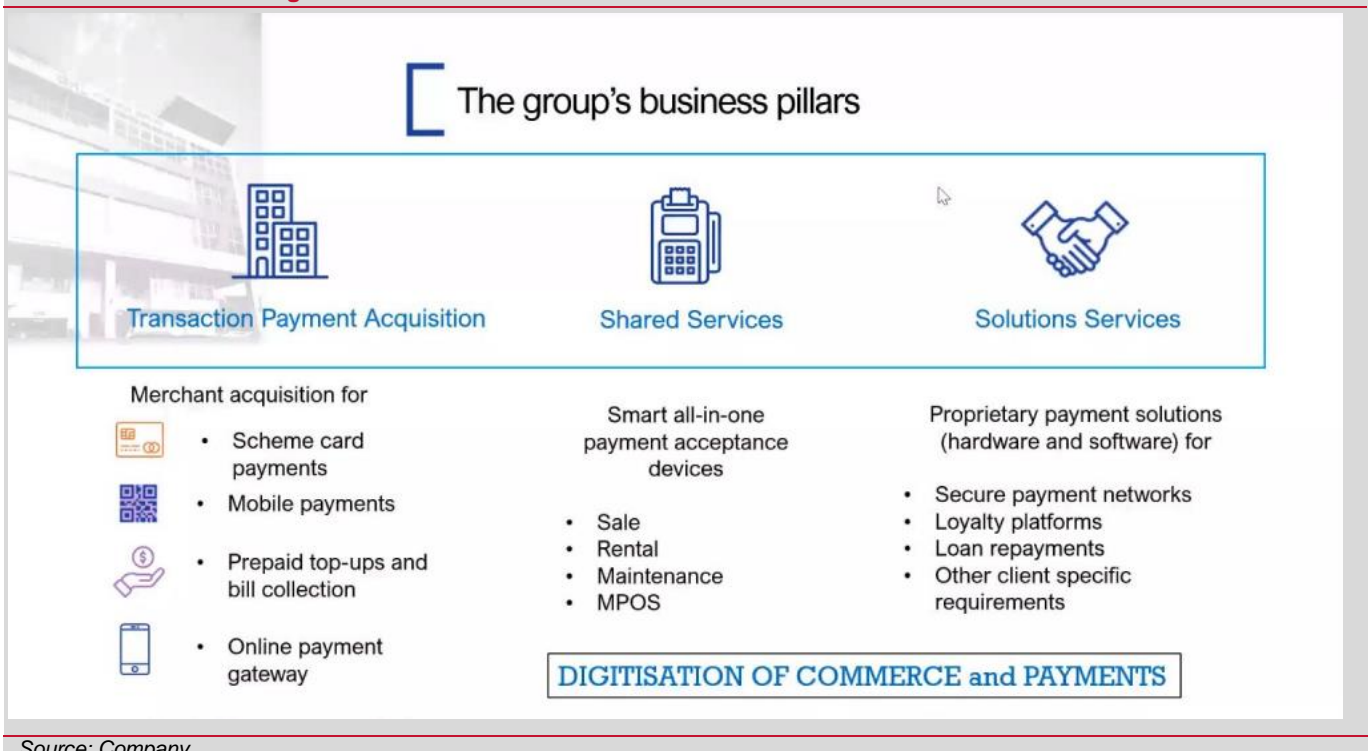 The group's business pillars
Transaction Payment Acquisition
Shared Services
Solutions Services
Merchant acquisition for
• Scheme card
payments
• Mobile payments
• Prepaid top-ups and
bill collection
• Online payment
gateway
Smart all-in-one
payment acceptance
devices
• Sale
• Rental
• Maintenance
• MPOS
Proprietary payment solutions
(hardware and software) for
• Secure payment networks
• Loyalty platforms
• Loan repayments
• Other client specific
requirements
DIGITISATION OF COMMERCE and PAYMENTS
Source: Company